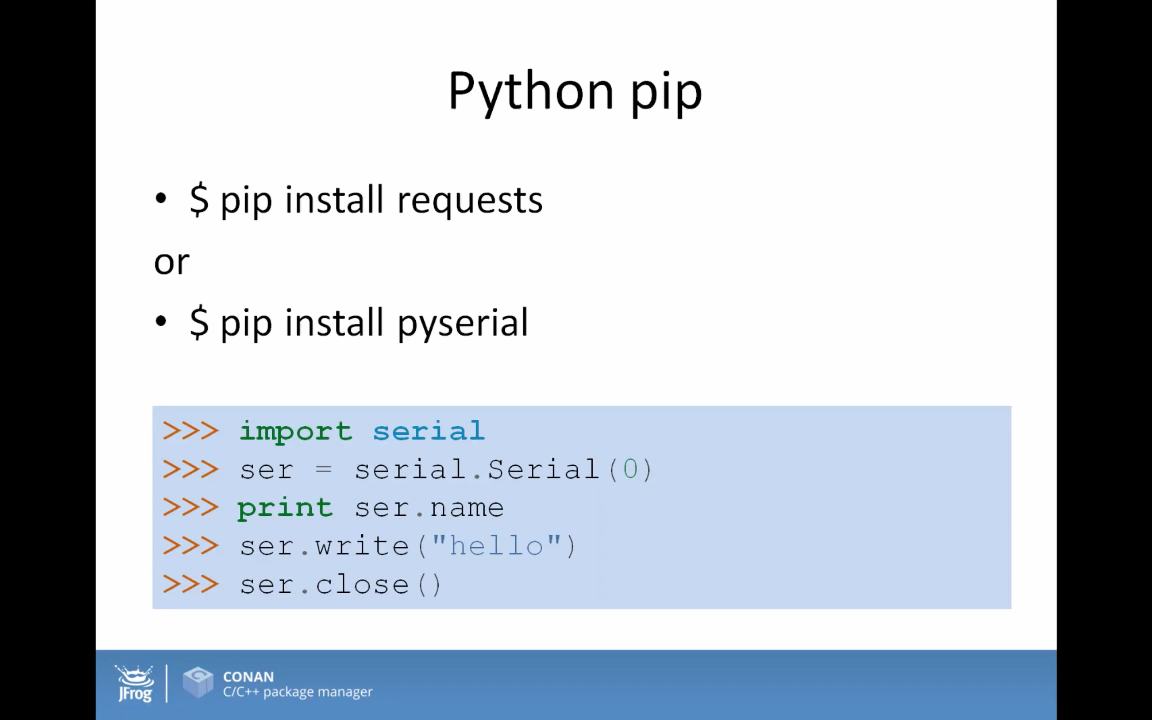 Python pip
• $ pip install requests
or
• $ pip install pyserial
>>> import serial
>>> ser = serial.Serial(0)
>>> print ser.name
>>> ser.write("hello")
>>> ser.close()
JFrog
CONAN
C/C++ package manager